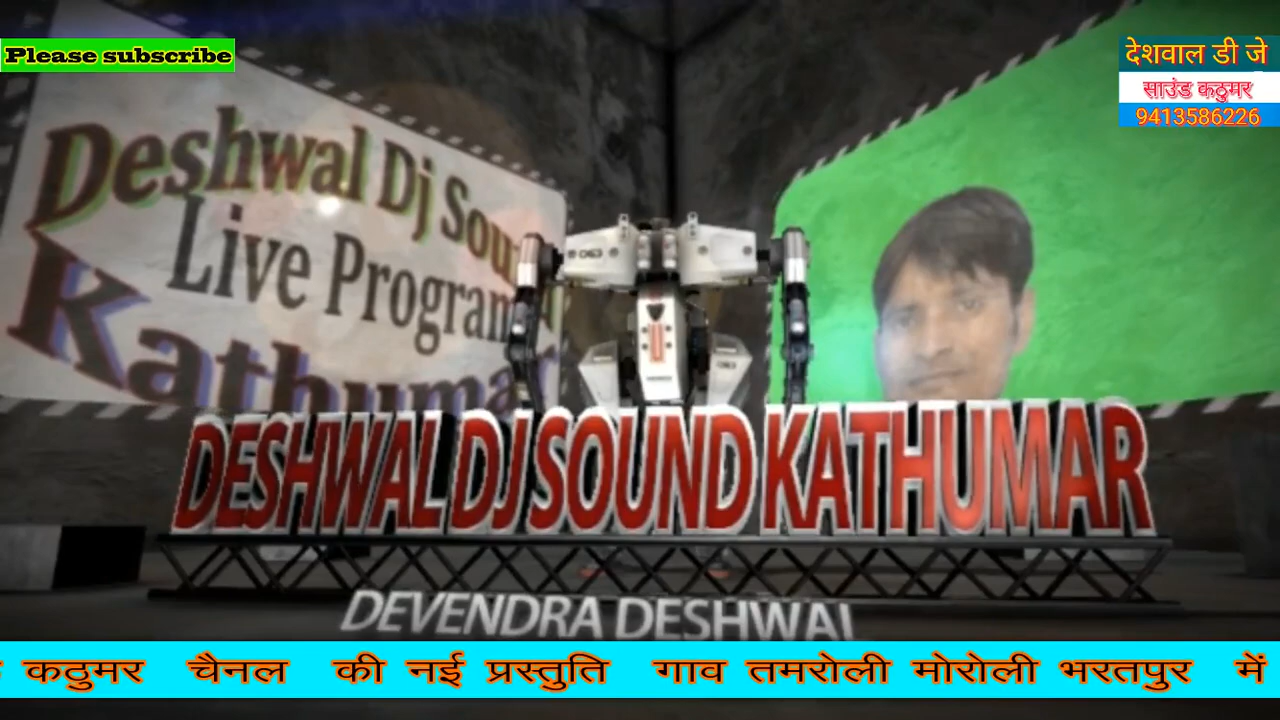 Please subscribe
देशवाल डी जे
साउंड कठुमर
9413586226
Deshwal Dj
Live Program
Kathumar
DESHWAL DJ SOUND KATHUMAR
DEVENDRA DESHWAL
कठुमर चैनल की नई प्रस्तुति गाव तमरोली मोरोली भरतपुर में
063